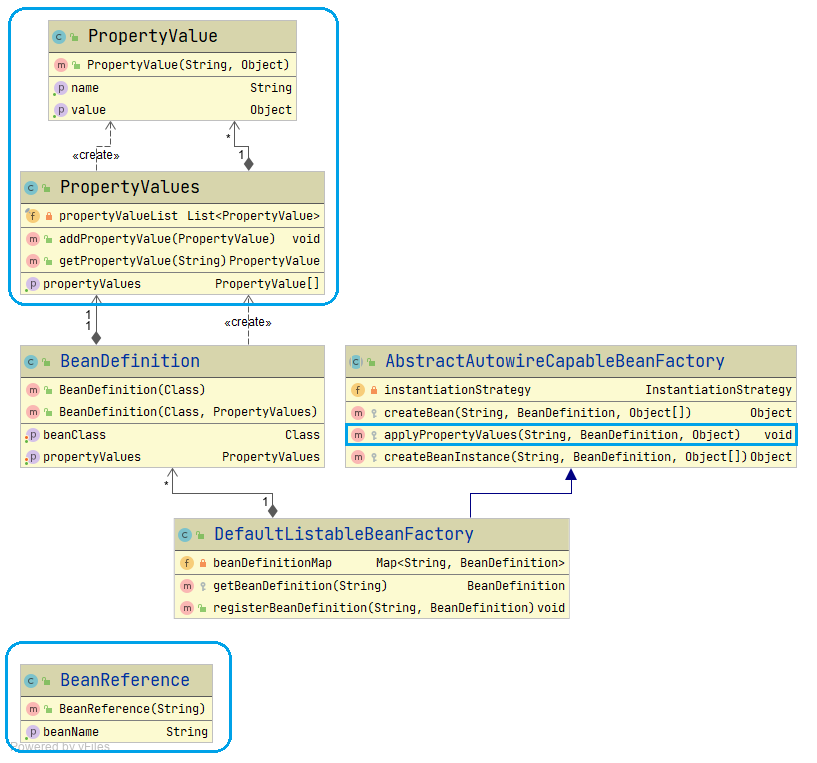 PropertyValue
PropertyValue(String, Object)
name String
value Object
*
«create»
1
PropertyValues
propertyValueList List<PropertyValue>
addPropertyValue(PropertyValue) void
getPropertyValue(String) PropertyValue
propertyValues PropertyValue[]
1
1
«create»
BeanDefinition
BeanDefinition(Class)
BeanDefinition(Class, PropertyValues)
beanClass Class
propertyValues PropertyValues
AbstractAutowireCapableBeanFactory
instantiationStrategy InstantiationStrategy
createBean(String, BeanDefinition, Object[]) Object
applyPropertyValues(String, BeanDefinition, Object) void
createBeanInstance(String, BeanDefinition, Object[]) Object
*
1
DefaultListableBeanFactory
beanDefinitionMap Map<String, BeanDefinition>
getBeanDefinition(String) BeanDefinition
registerBeanDefinition(String, BeanDefinition) void
BeanReference
BeanReference(String)
beanName String
Powered by yFiles